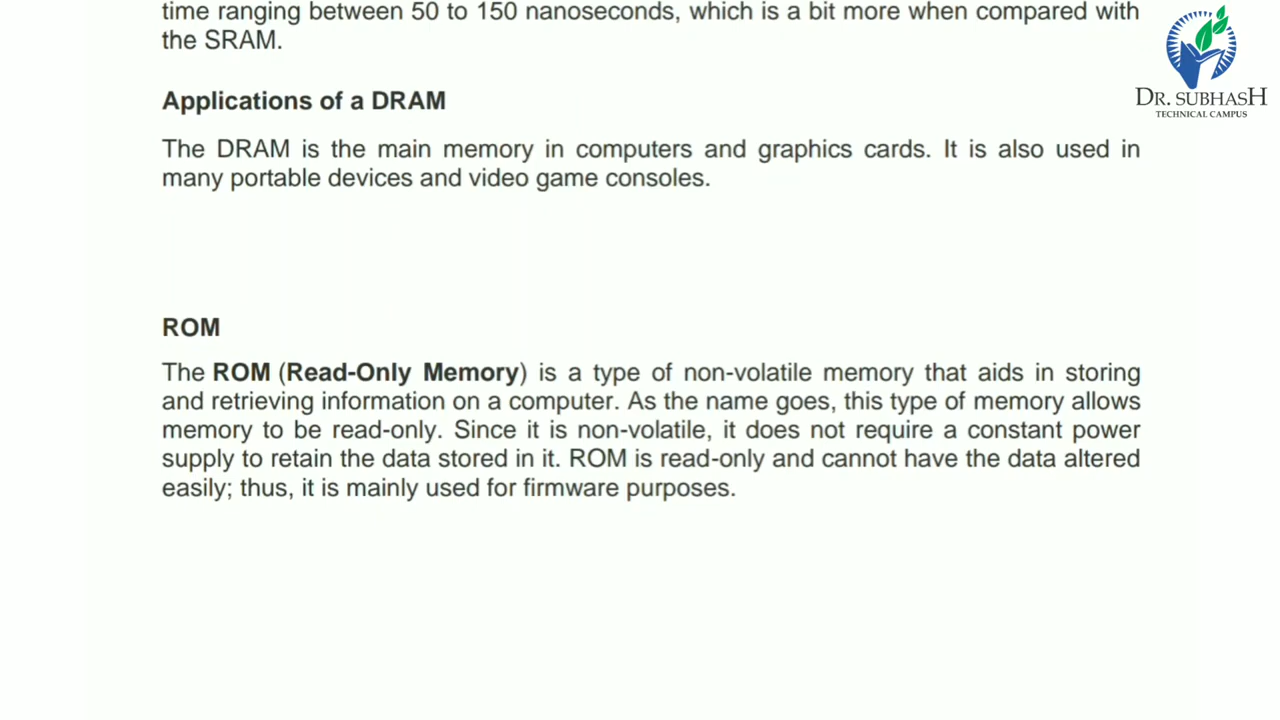 time ranging between 50 to 150 nanoseconds, which is a bit more when compared with
the SRAM.
DR. SUBHASH
TECHNICAL CAMPUS
Applications of a DRAM
The DRAM is the main memory in computers and graphics cards. It is also used in
many portable devices and video game consoles.
ROM
The ROM (Read-Only Memory) is a type of non-volatile memory that aids in storing
and retrieving information on a computer. As the name goes, this type of memory allows
memory to be read-only. Since it is non-volatile, it does not require a constant power
supply to retain the data stored in it. ROM is read-only and cannot have the data altered
easily; thus, it is mainly used for firmware purposes.